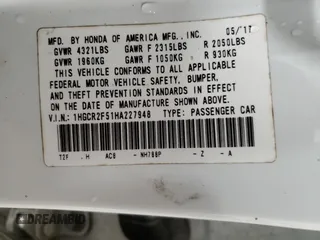 MFD. BY HONDA OF AMERICA MFG., INC. 05/17
GVWR 4321LBS GAWR F 2315LBS R 2050LBS
GVWR 1960KG GAWR F 1050KG R 930KG
THIS VEHICLE CONFORMS TO ALL APPLICABLE
FEDERAL MOTOR VEHICLE SAFETY, BUMPER,
AND THEFT PREVENTION STANDARDS IN EFFECT
ON THE DATE OF MANUFACTURE SHOWN ABOVE.
V.I.N.: 1HGCR2F51HA227948 TYPE: PASSENGER CAR
T2F . H AC8 - NH788P - Z - A
DREAMBID